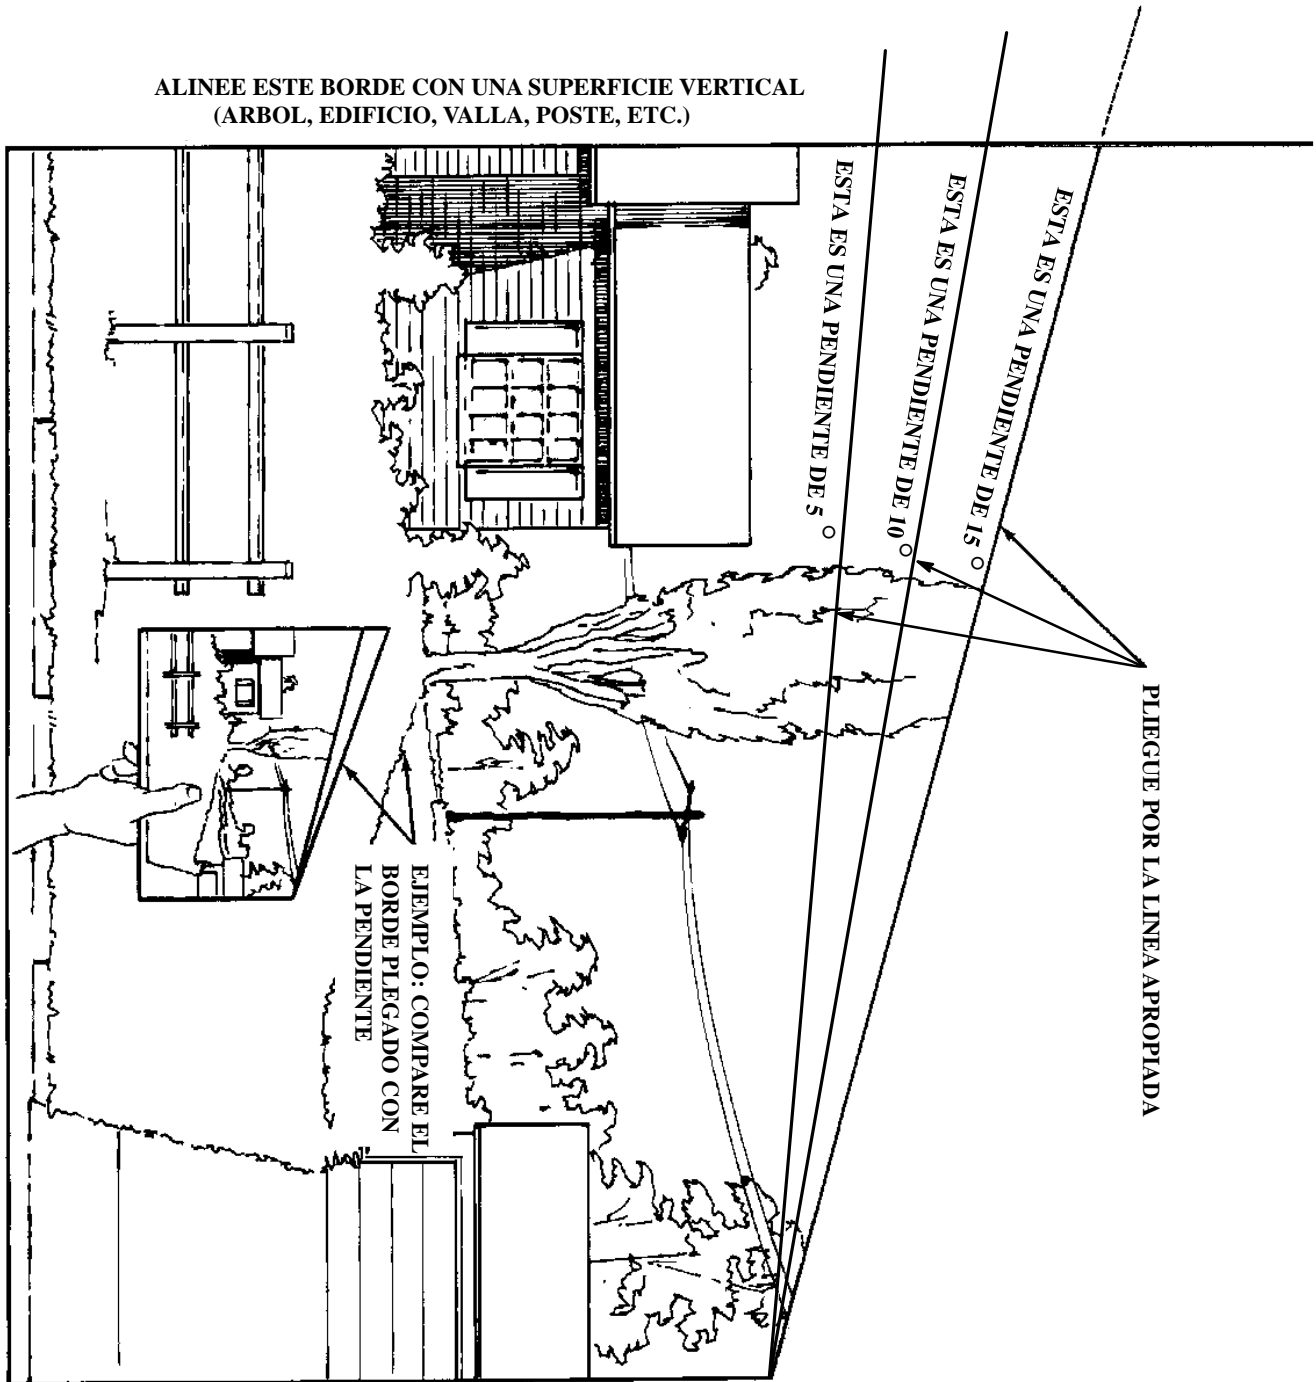 ALINEE ESTE BORDE CON UNA SUPERFICIE VERTICAL
(ARBOL, EDIFICIO, VALLA, POSTE, ETC.)
ESTA ES UNA PENDIENTE DE 5°
ESTA ES UNA PENDIENTE DE 10°
ESTA ES UNA PENDIENTE DE 15°
PLIEGUE POR LA LINEA APROPIADA
EJEMPLO: COMPARE EL
BORDE PLEGADO CON
LA PENDIENTE